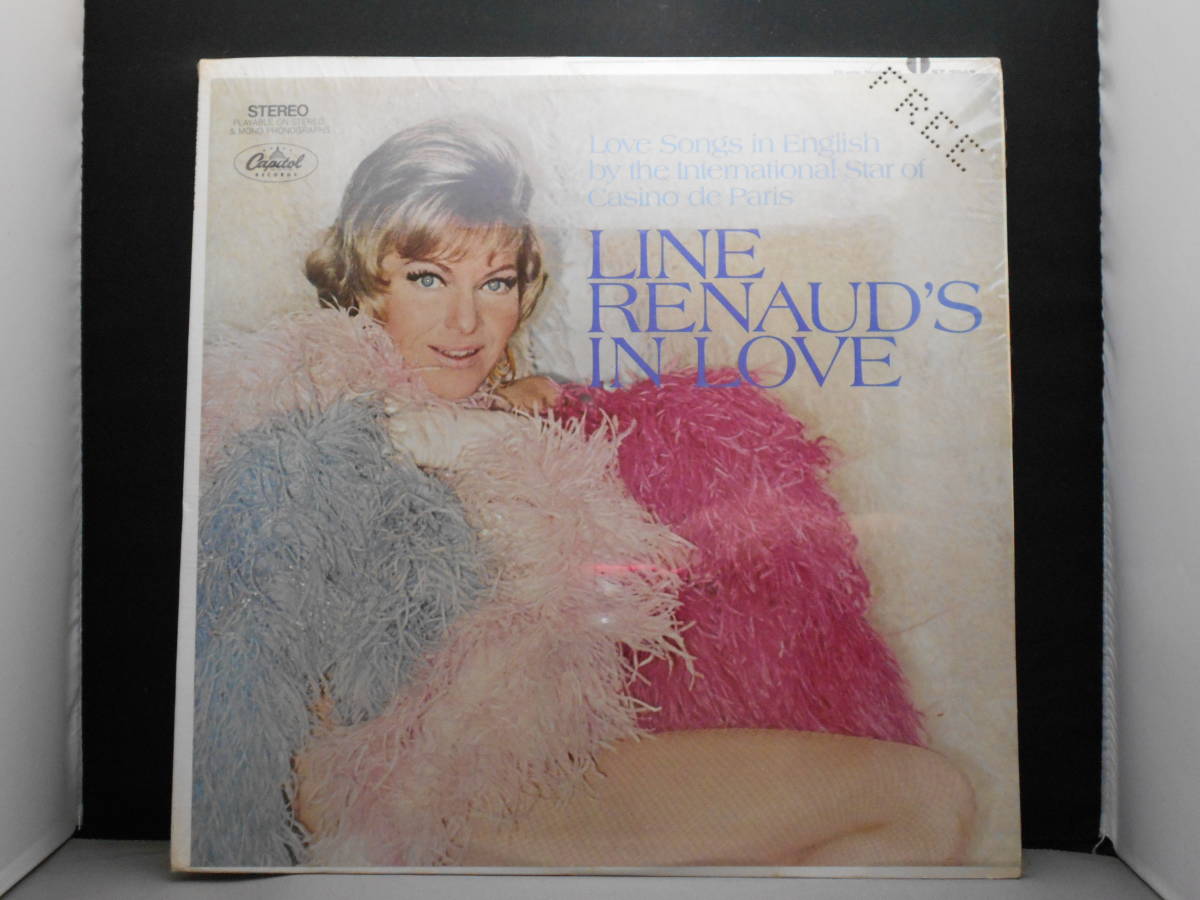 STEREO
PLAYABLE ON STEREO
& MONO PHONOGRAPHS
Capitol
RECORDS
FREE
Love Songs in English
by the International Star of
Casino de Paris
LINE
RENAUD'S
IN LOVE